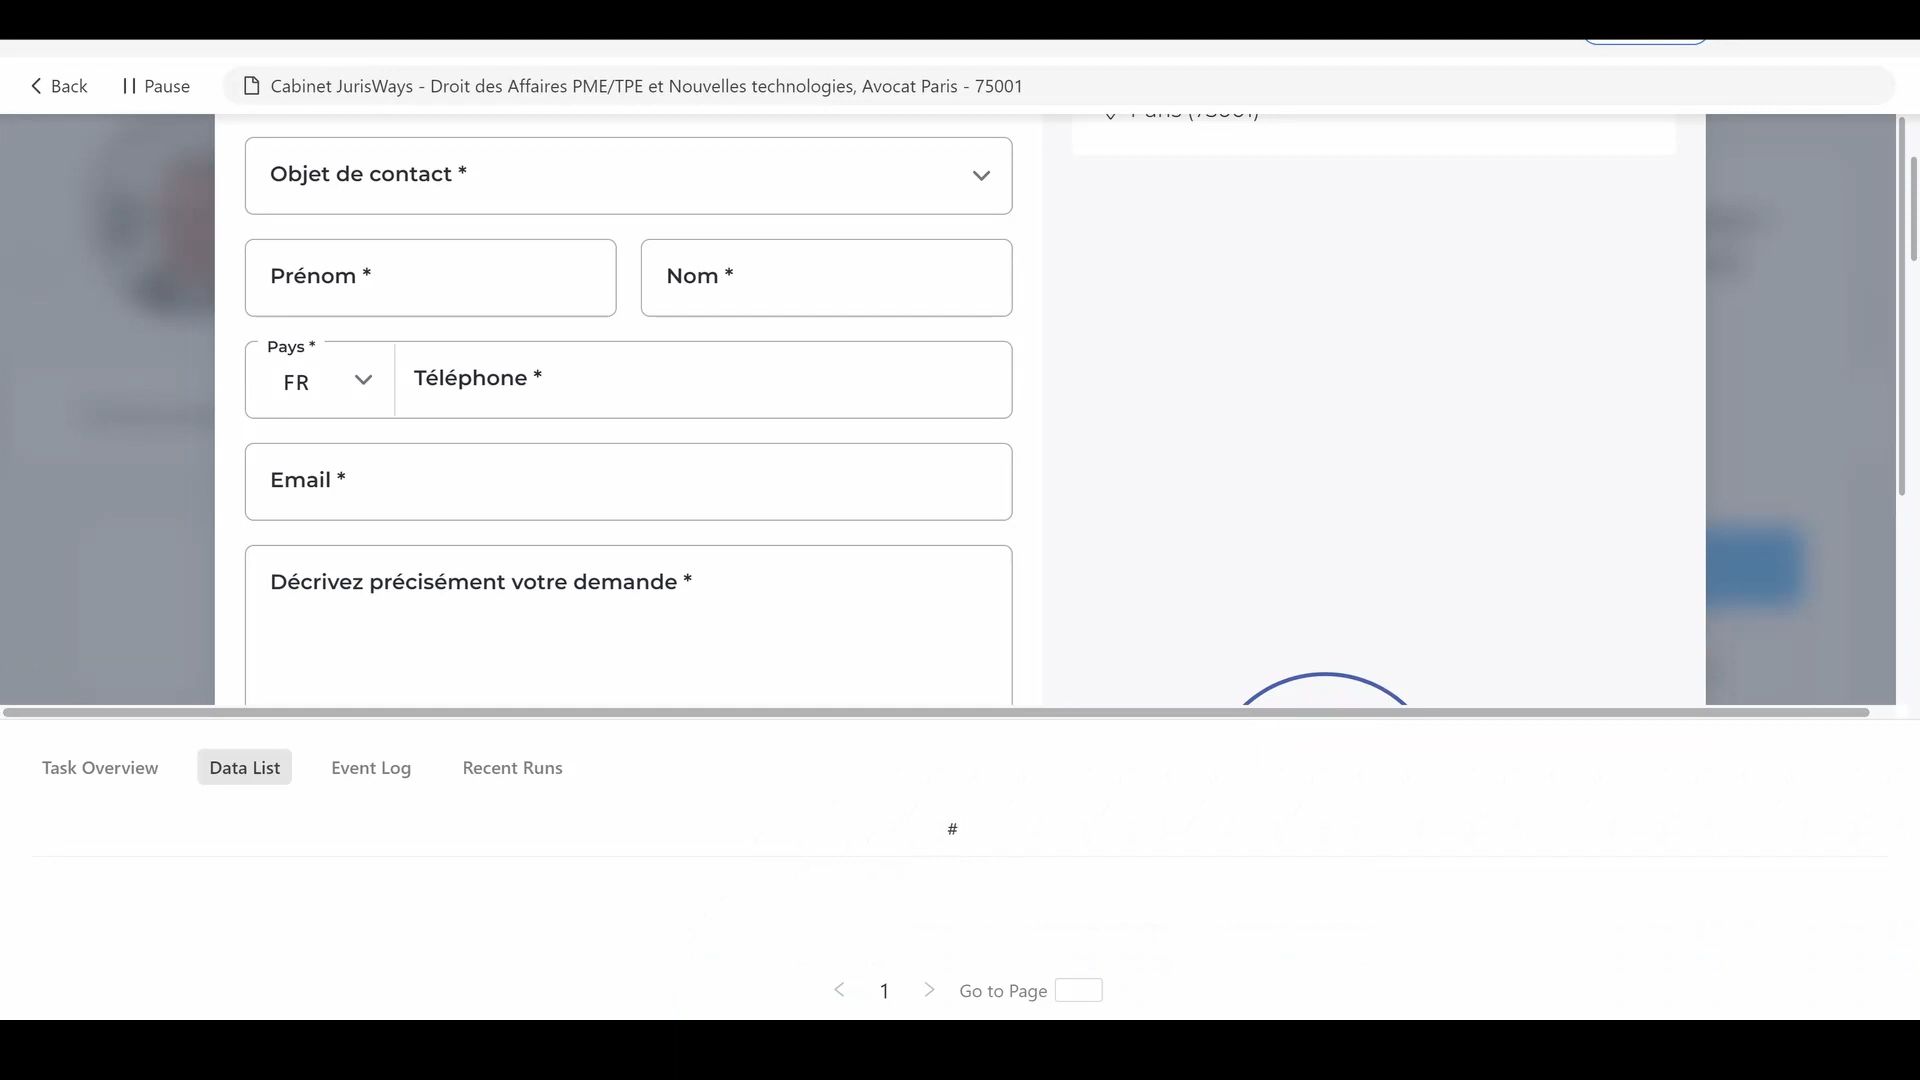 Back
Pause
Cabinet JurisWays - Droit des Affaires PME/TPE et Nouvelles technologies, Avocat Paris - 75001
Paris (75001)
Objet de contact *
Prénom *
Nom *
Pays *
FR
Téléphone *
Email *
Décrivez précisément votre demande *
Task Overview
Data List
Event Log
Recent Runs
#
1
Go to Page